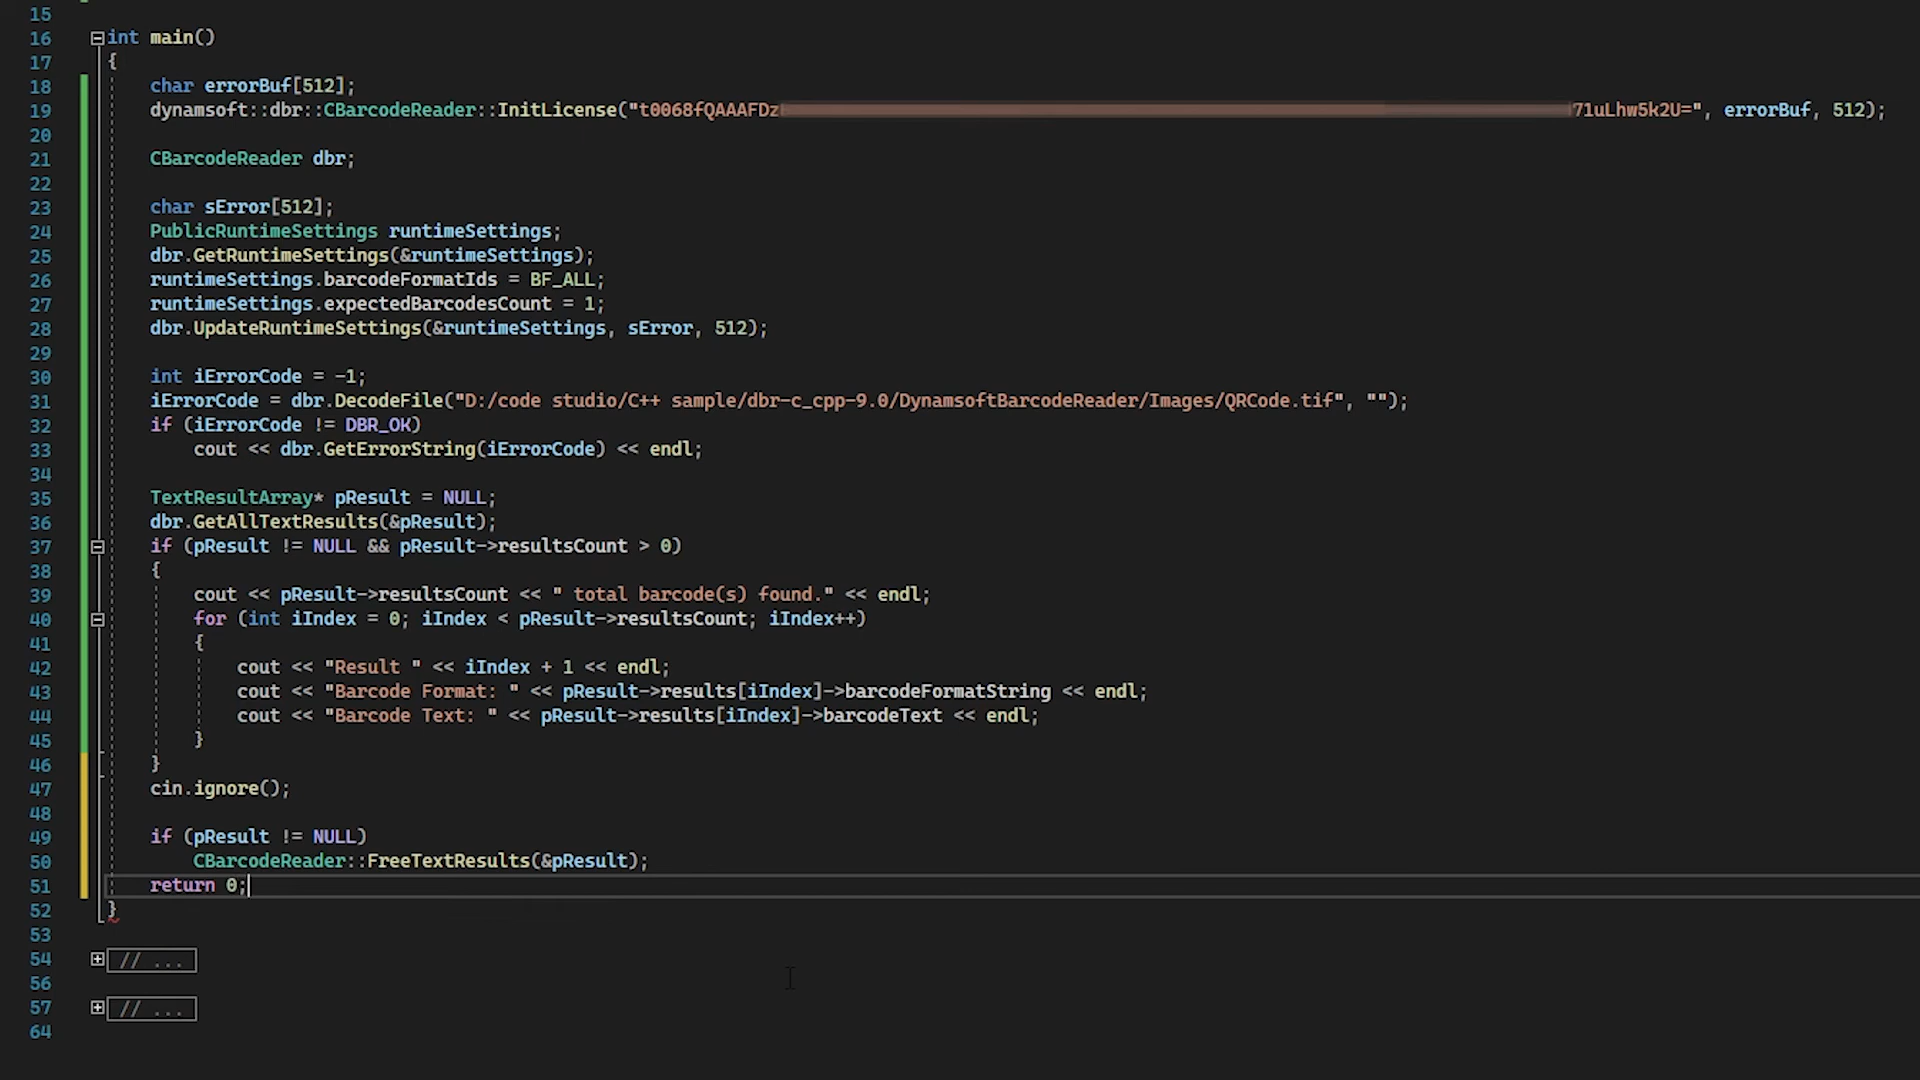 15
16 int main()
17 {
18 char errorBuf[512];
19 dynamsoft::dbr::CBarcodeReader::InitLicense("t0068fQAAAFDz 71uLhw5k2U=", errorBuf, 512);
20
21 CBarcodeReader dbr;
22
23 char sError[512];
24 PublicRuntimeSettings runtimeSettings;
25 dbr.GetRuntimeSettings(&runtimeSettings);
26 runtimeSettings.barcodeFormatIds = BF_ALL;
27 runtimeSettings.expectedBarcodesCount = 1;
28 dbr.UpdateRuntimeSettings(&runtimeSettings, sError, 512);
29
30 int iErrorCode = -1;
31 iErrorCode = dbr.DecodeFile("D:/code studio/C++ sample/dbr-c_cpp-9.0/DynamsoftBarcodeReader/Images/QRCode.tif", "");
32 if (iErrorCode != DBR_OK)
33 cout << dbr.GetErrorString(iErrorCode) << endl;
34
35 TextResultArray* pResult = NULL;
36 dbr.GetAllTextResults(&pResult);
37 if (pResult != NULL && pResult->resultsCount > 0)
38 {
39 cout << pResult->resultsCount << " total barcode(s) found." << endl;
40 for (int iIndex = 0; iIndex < pResult->resultsCount; iIndex++)
41 {
42 cout << "Result " << iIndex + 1 << endl;
43 cout << "Barcode Format: " << pResult->results[iIndex]->barcodeFormatString << endl;
44 cout << "Barcode Text: " << pResult->results[iIndex]->barcodeText << endl;
45 }
46 }
47 cin.ignore();
48
49 if (pResult != NULL)
50 CBarcodeReader::FreeTextResults(&pResult);
51 return 0;
52 }
53
54 // ...
56
57 // ...
64